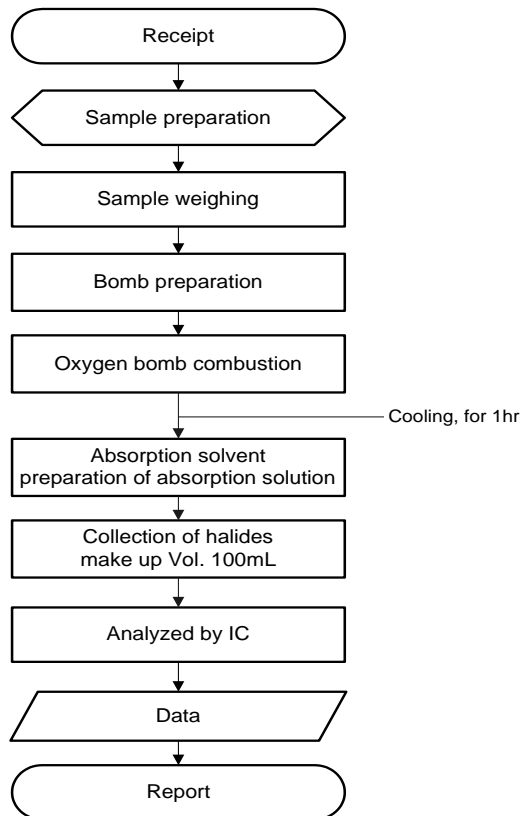 Receipt
Sample preparation
Sample weighing
Bomb preparation
Oxygen bomb combustion
Cooling, for 1hr
Absorption solvent
preparation of absorption solution
Collection of halides
make up Vol. 100mL
Analyzed by IC
Data
Report